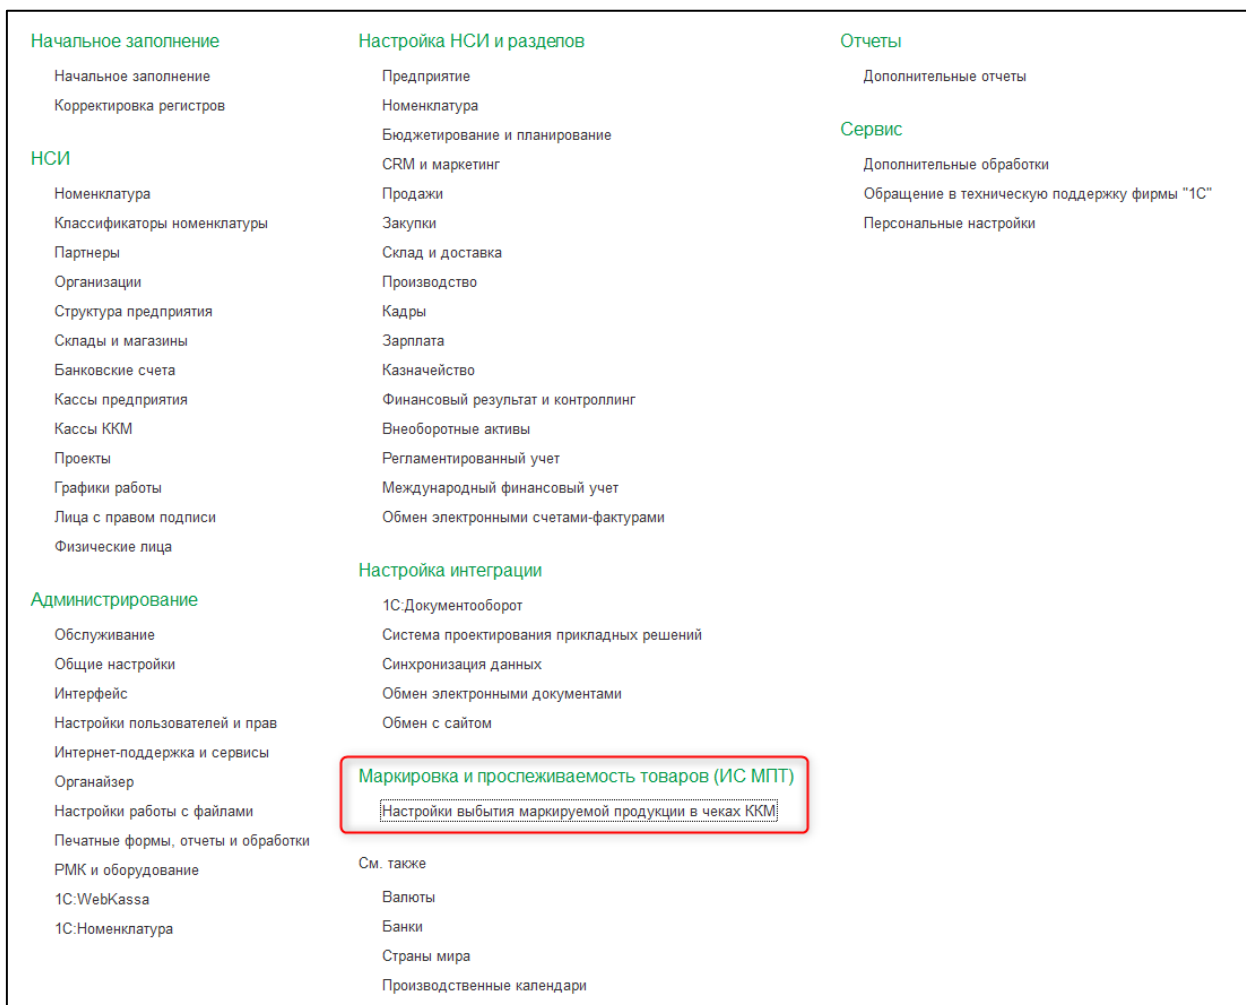 Начальное заполнение
Начальное заполнение
Корректировка регистров
НСИ
Номенклатура
Классификаторы номенклатуры
Партнеры
Организации
Структура предприятия
Склады и магазины
Банковские счета
Кассы предприятия
Кассы ККМ
Проекты
Графики работы
Лица с правом подписи
Физические лица
Администрирование
Обслуживание
Общие настройки
Интерфейс
Настройки пользователей и прав
Интернет-поддержка и сервисы
Органайзер
Настройки работы с файлами
Печатные формы, отчеты и обработки
РМК и оборудование
1С:WebKassa
1С:Номенклатура
Настройка НСИ и разделов
Предприятие
Номенклатура
Бюджетирование и планирование
CRM и маркетинг
Продажи
Закупки
Склад и доставка
Производство
Кадры
Зарплата
Казначейство
Финансовый результат и контроллинг
Внеоборотные активы
Регламентированный учет
Международный финансовый учет
Обмен электронными счетами-фактурами
Настройка интеграции
1С:Документооборот
Система проектирования прикладных решений
Синхронизация данных
Обмен электронными документами
Обмен с сайтом
Маркировка и прослеживаемость товаров (ИС МПТ)
Настройки выбытия маркируемой продукции в чеках ККМ
См. также
Валюты
Банки
Страны мира
Производственные календари
Отчеты
Дополнительные отчеты
Сервис
Дополнительные обработки
Обращение в техническую поддержку фирмы "1С"
Персональные настройки